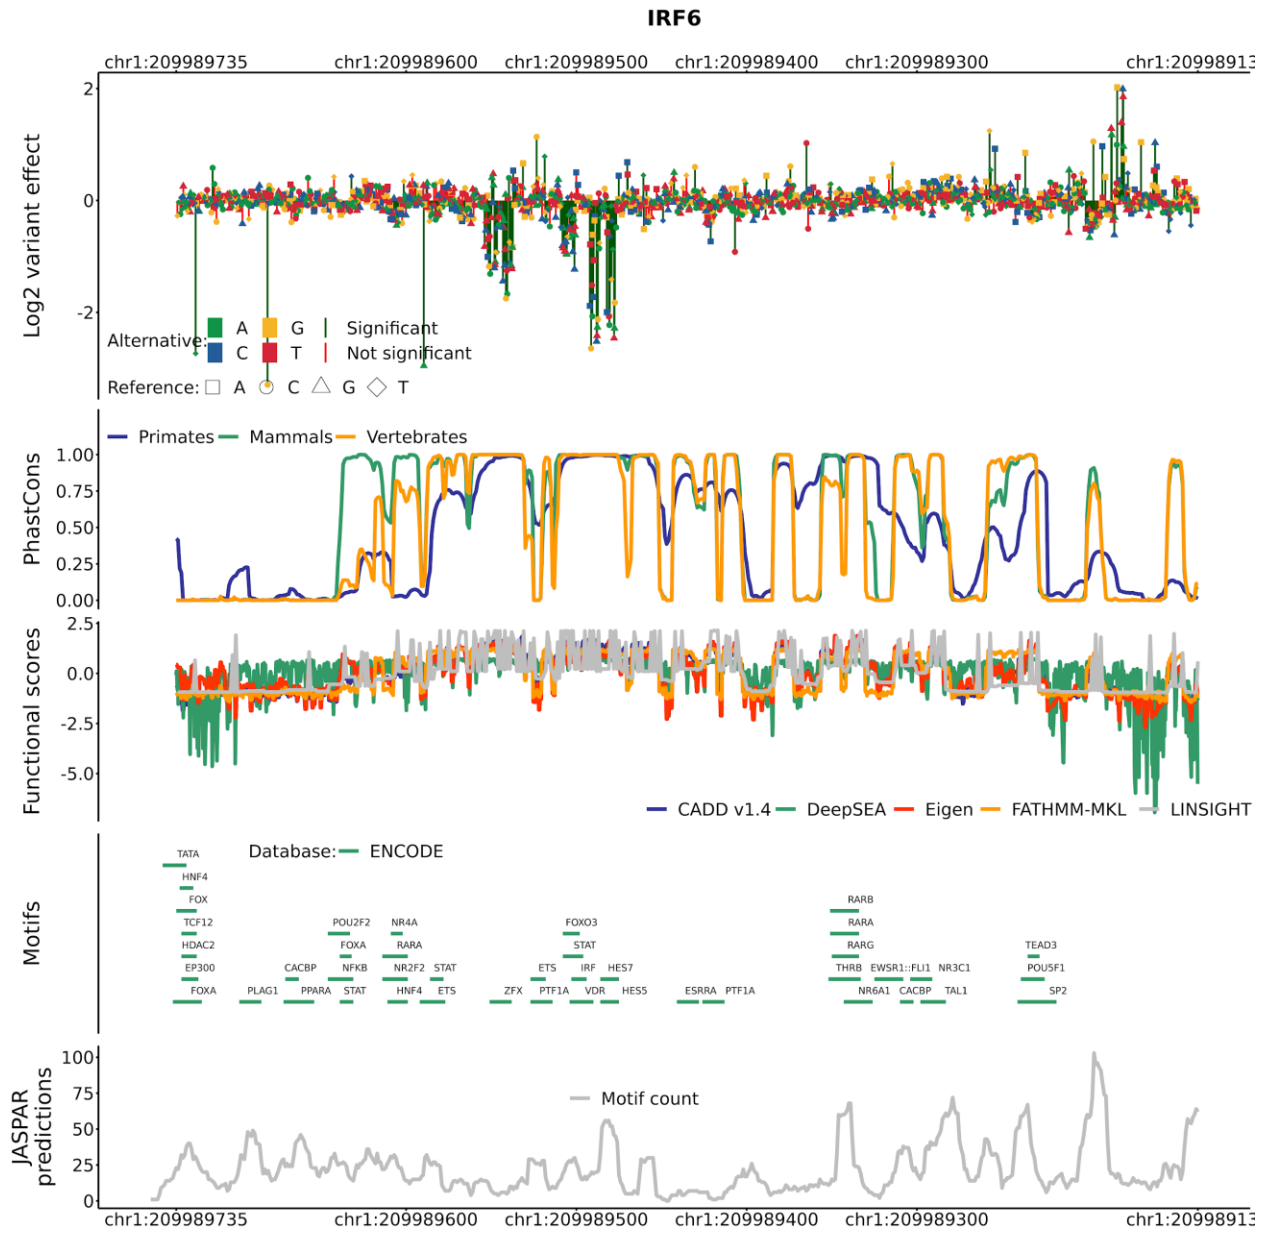 IRF6
chr1:209989735 chr1:209989600 chr1:209989500 chr1:209989400 chr1:209989300 chr1:20998913
Log2 variant effect
2
0
-2
Alternative: A G Significant
C T Not significant
Reference: A C G T
PhastCons
Primates Mammals Vertebrates
1.00
0.75
0.50
0.25
0.00
Functional scores
2.5
0.0
-2.5
-5.0
CADD v1.4 DeepSEA Eigen FATHMM-MKL LINSIGHT
Motifs
Database: ENCODE
TATA
HNF4
FOX RARB
TCF12 POU2F2 NR4A FOXO3 RARA
HDAC2 FOXA RARA STAT RARG TEAD3
EP300 CACBP NFKB NR2F2 STAT ETS IRF HES7 THRB EWSR1::FLI1 NR3C1 POU5F1
FOXA PLAG1 PPARA STAT HNF4 ETS ZFX PTF1A VDR HES5 ESRRA PTF1A NR6A1 CACBP TAL1 SP2
JASPAR
predictions
100
75
50
25
0
Motif count
chr1:209989735 chr1:209989600 chr1:209989500 chr1:209989400 chr1:209989300 chr1:20998913